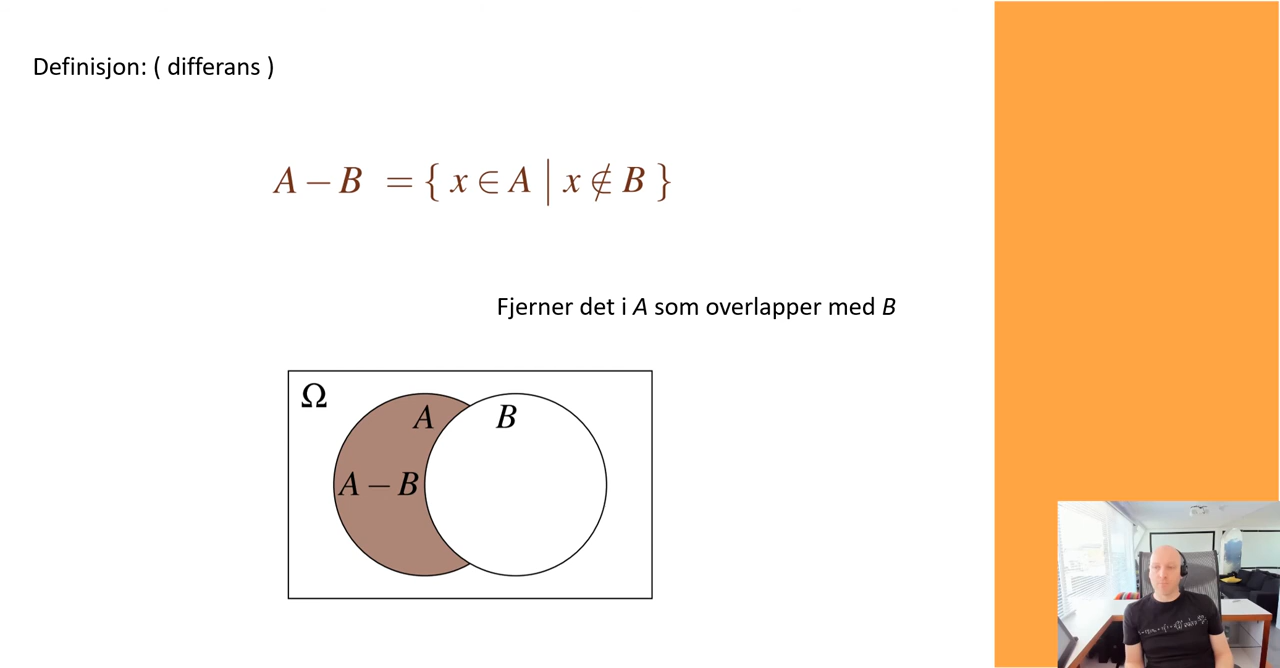 Definisjon: ( differans )
A − B = { x ∈ A | x ∉ B }
Fjerner det i A som overlapper med B
Ω
A
B
A − B